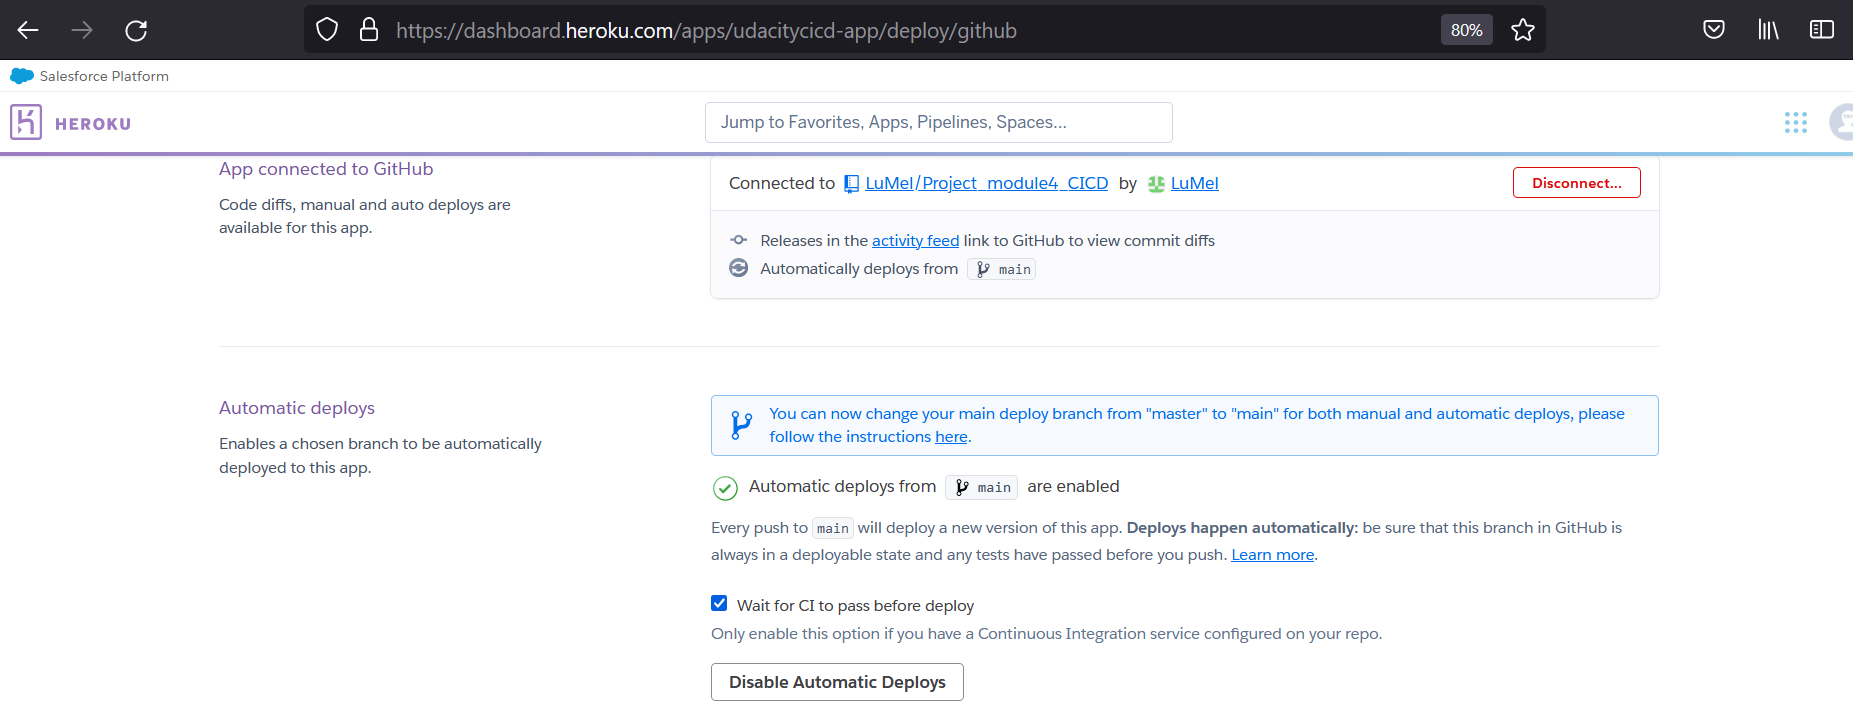 https://dashboard.heroku.com/apps/udacitycicd-app/deploy/github
80%
Salesforce Platform
HEROKU
Jump to Favorites, Apps, Pipelines, Spaces...
App connected to GitHub
Code diffs, manual and auto deploys are
available for this app.
Connected to LuMel/Project_module4_CICD by LuMel
Disconnect...
Releases in the activity feed link to GitHub to view commit diffs
Automatically deploys from main
Automatic deploys
Enables a chosen branch to be automatically
deployed to this app.
You can now change your main deploy branch from "master" to "main" for both manual and automatic deploys, please
follow the instructions here.
Automatic deploys from main are enabled
Every push to main will deploy a new version of this app. Deploys happen automatically: be sure that this branch in GitHub is
always in a deployable state and any tests have passed before you push. Learn more.
Wait for CI to pass before deploy
Only enable this option if you have a Continuous Integration service configured on your repo.
Disable Automatic Deploys